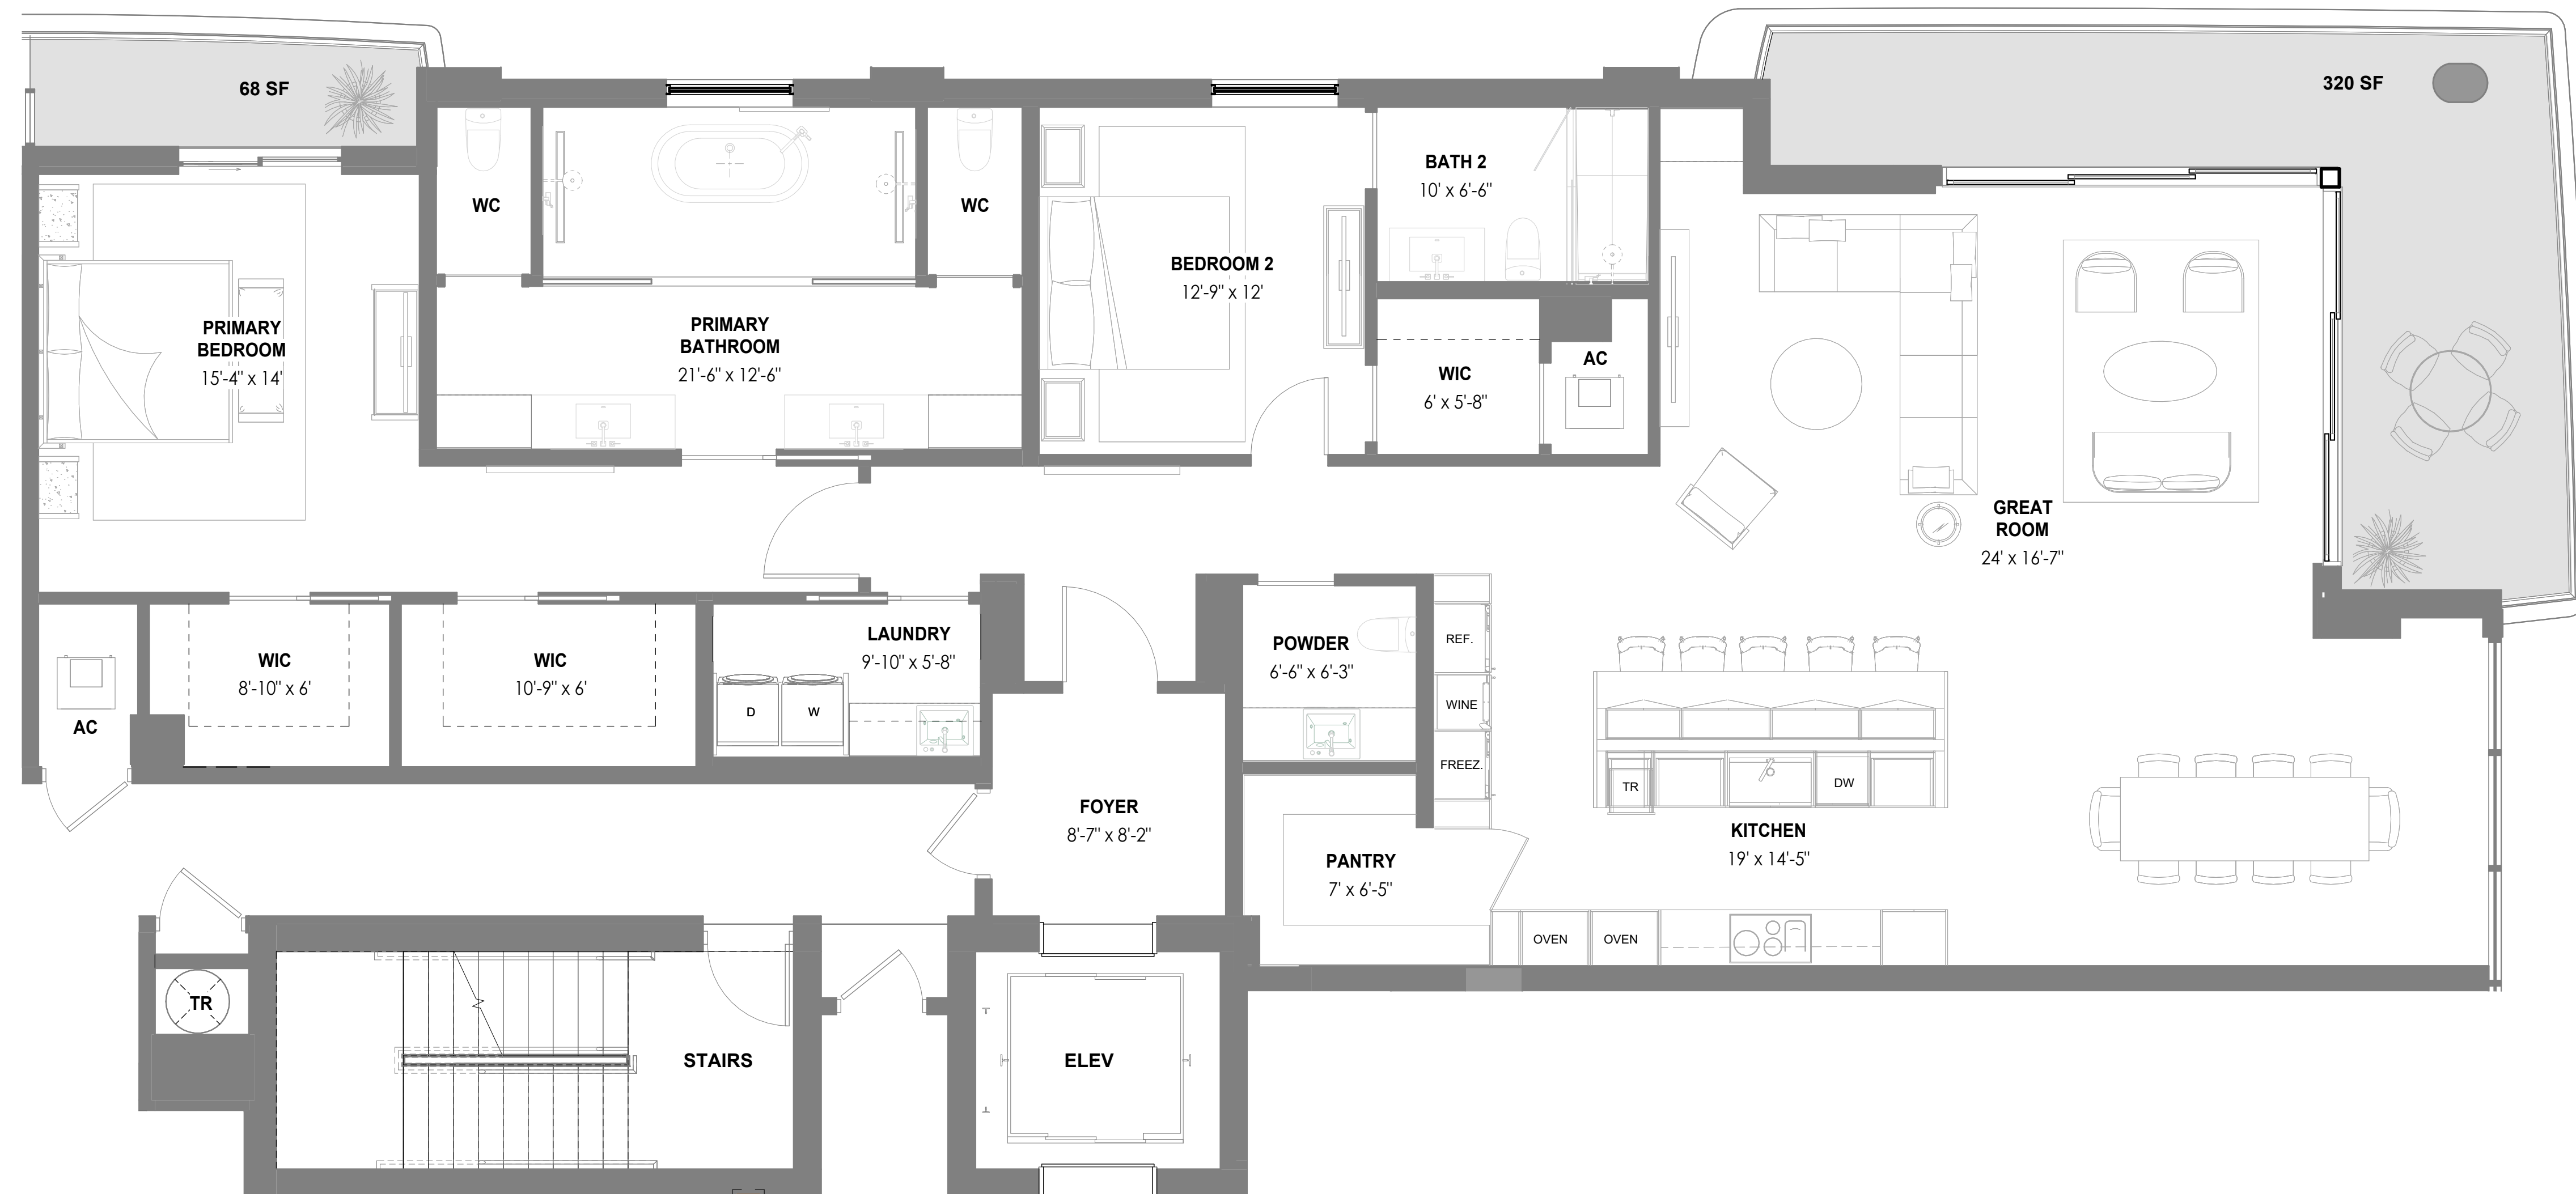 68 SF
320 SF
WC
WC
BATH 2
10' x 6'-6"
BEDROOM 2
12'-9" x 12'
PRIMARY
BEDROOM
15'-4" x 14'
PRIMARY
BATHROOM
21'-6" x 12'-6"
WIC
6' x 5'-8"
AC
GREAT
ROOM
24' x 16'-7"
AC
WIC
8'-10" x 6'
WIC
10'-9" x 6'
LAUNDRY
9'-10" x 5'-8"
D
W
POWDER
6'-6" x 6'-3"
REF.
WINE
FREEZ.
TR
DW
FOYER
8'-7" x 8'-2"
KITCHEN
19' x 14'-5"
PANTRY
7' x 6'-5"
OVEN
OVEN
TR
STAIRS
ELEV